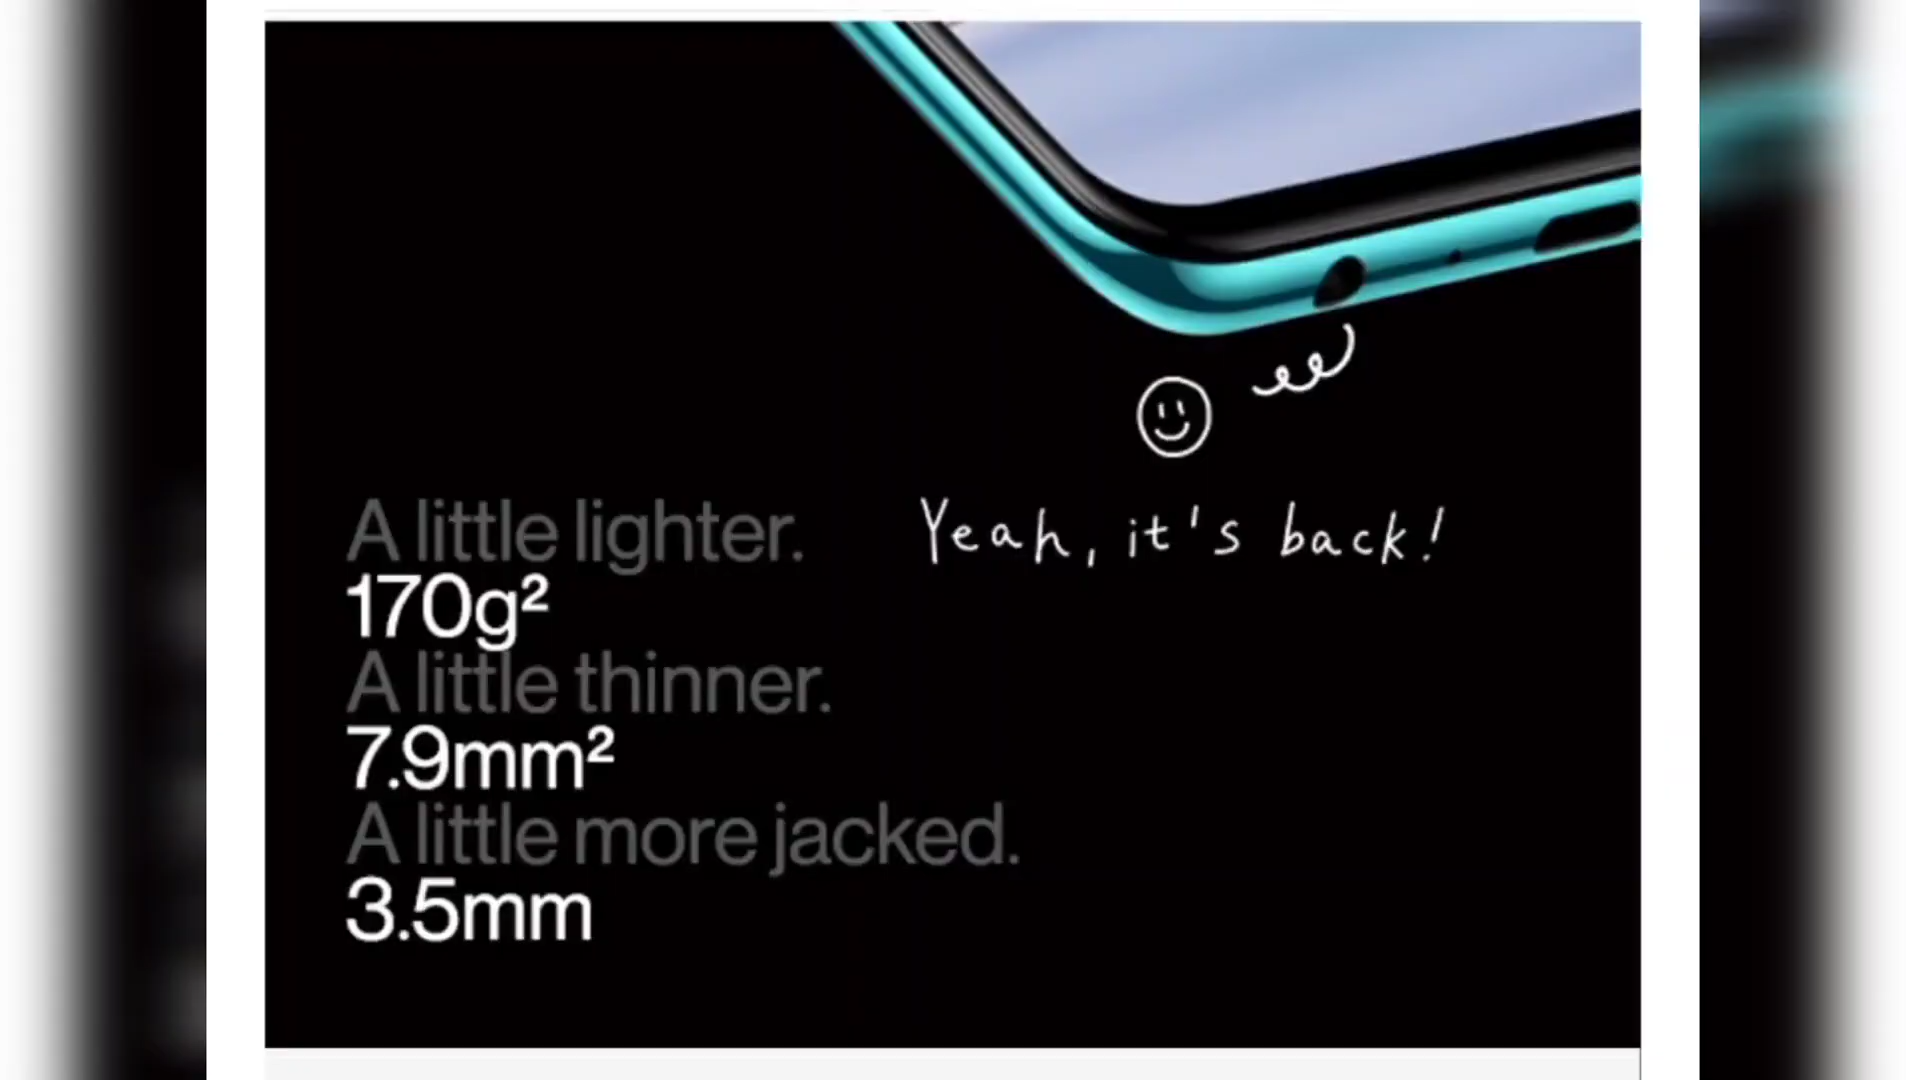 A little lighter.
170g²
A little thinner.
7.9mm²
A little more jacked.
3.5mm
Yeah, it's back!